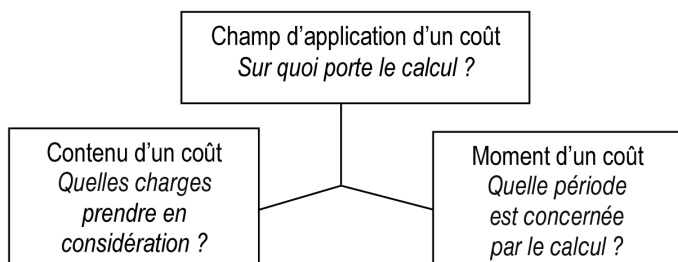 Champ d’application d’un coût
Sur quoi porte le calcul ?
Contenu d’un coût
Quelles charges
prendre en
considération ?
Moment d’un coût
Quelle période
est concernée
par le calcul ?